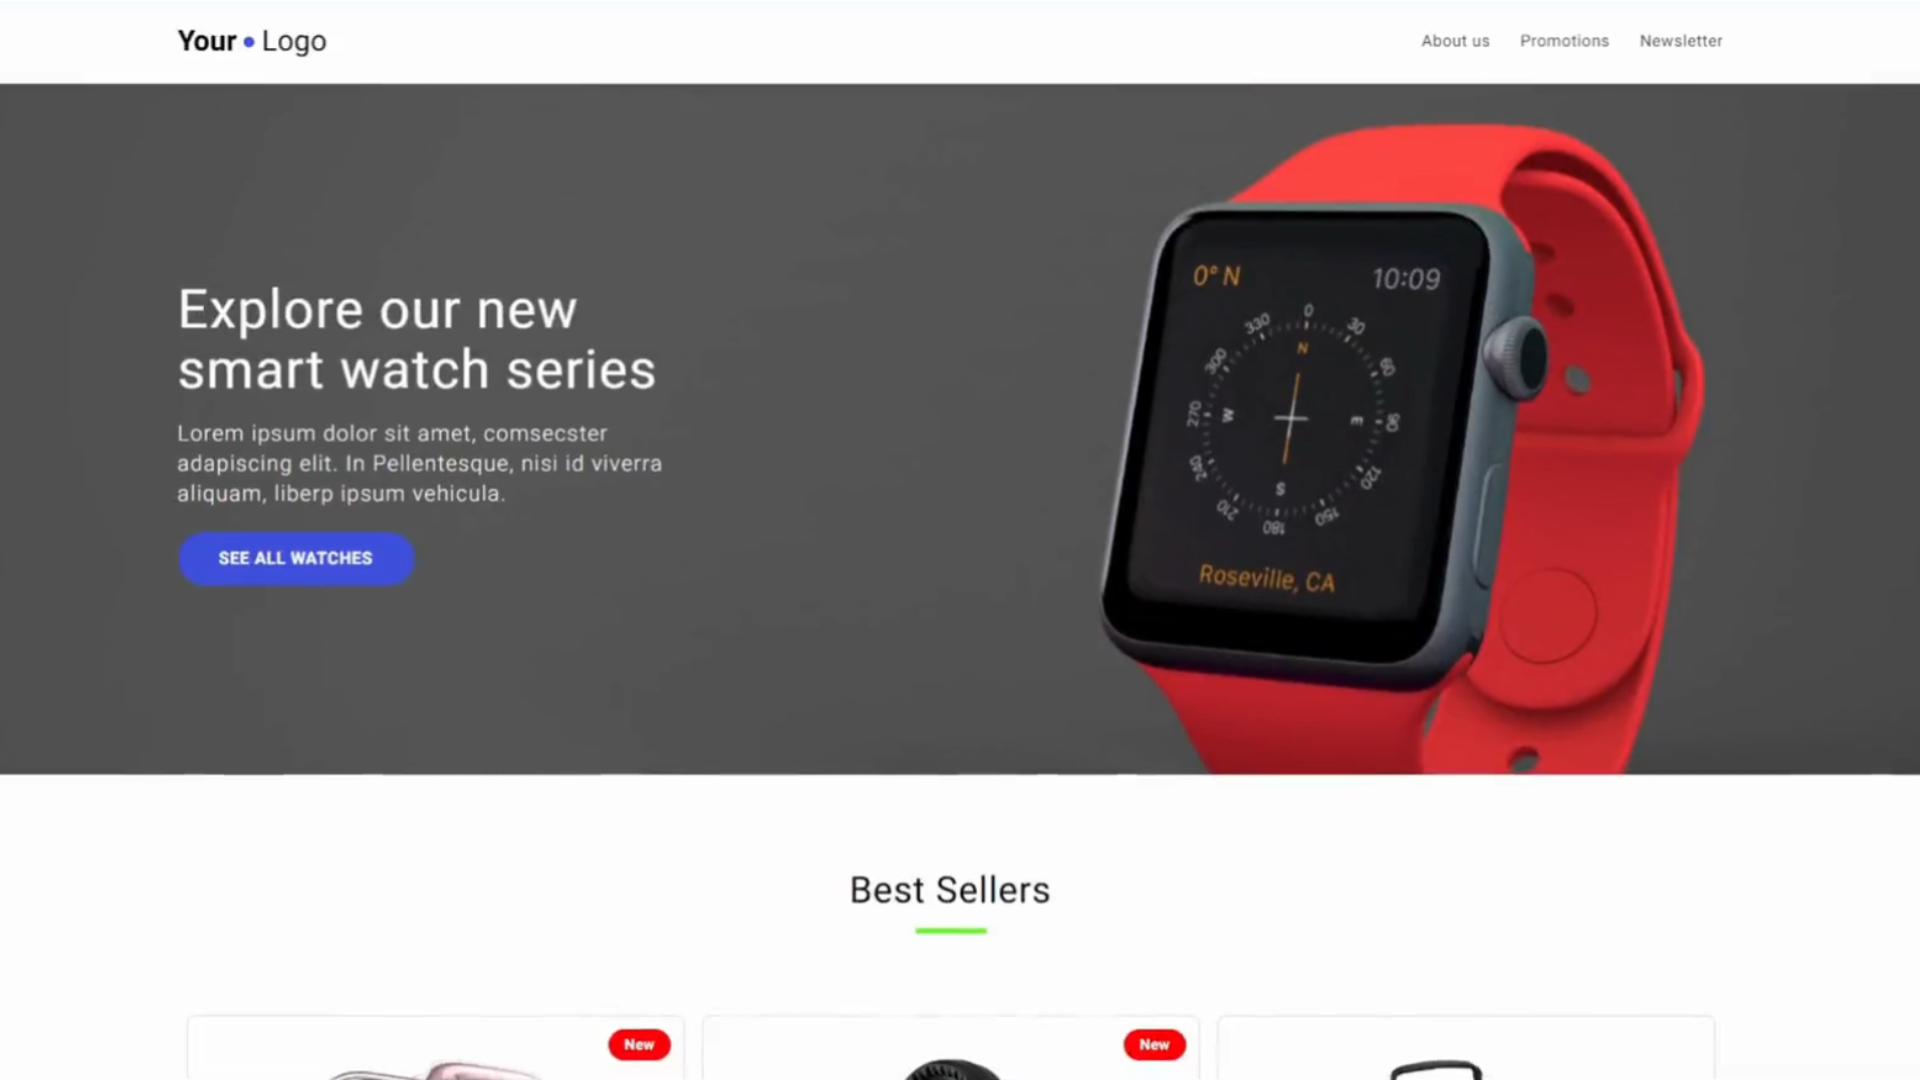 Your • Logo
About us Promotions Newsletter
Explore our new
smart watch series
Lorem ipsum dolor sit amet, comsecster
adapiscing elit. In Pellentesque, nisi id viverra
aliquam, liberp ipsum vehicula.
SEE ALL WATCHES
0° N 10:09
0
30
60
90
120
150
180
210
240
270
300
330
N
E
S
W
Roseville, CA
Best Sellers
New
New